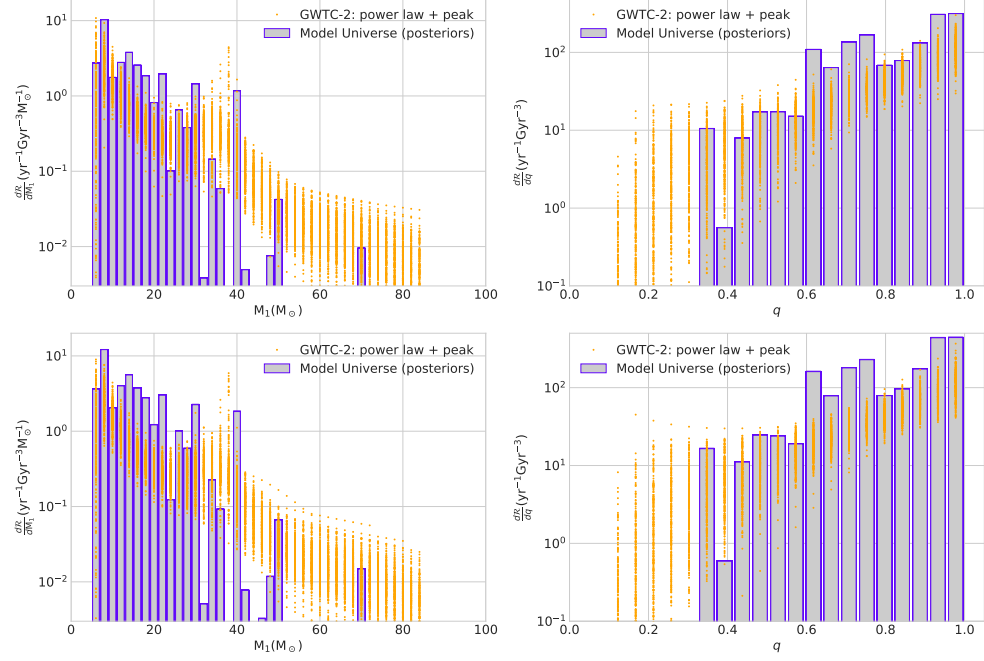 GWTC-2: power law + peak
Model Universe (posteriors)
10¹
10⁰
10⁻¹
10⁻²
dR/dM₁ (yr⁻¹Gyr⁻³M⊙⁻¹)
0 20 40 60 80 100
M₁(M⊙)
GWTC-2: power law + peak
Model Universe (posteriors)
10²
10¹
10⁰
10⁻¹
dR/dq (yr⁻¹Gyr⁻³)
0.0 0.2 0.4 0.6 0.8 1.0
q
GWTC-2: power law + peak
Model Universe (posteriors)
10¹
10⁰
10⁻¹
10⁻²
dR/dM₁ (yr⁻¹Gyr⁻³M⊙⁻¹)
0 20 40 60 80 100
M₁(M⊙)
GWTC-2: power law + peak
Model Universe (posteriors)
10²
10¹
10⁰
10⁻¹
dR/dq (yr⁻¹Gyr⁻³)
0.0 0.2 0.4 0.6 0.8 1.0
q